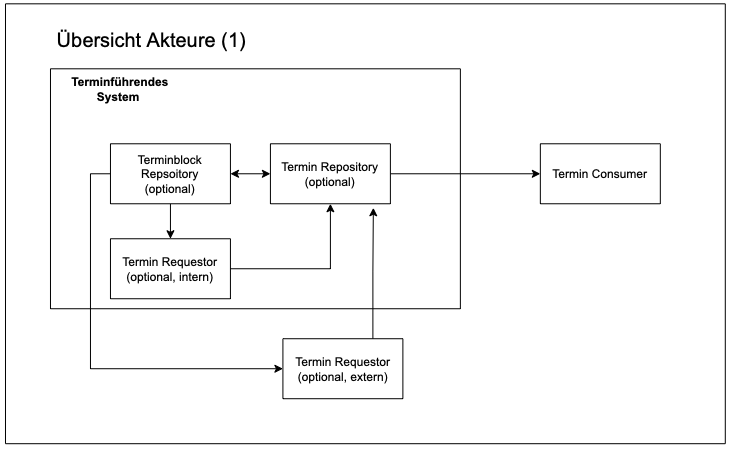 Übersicht Akteure (1)
Terminführendes
System
Terminblock
Repsoitory
(optional)
Termin Repository
(optional)
Termin Consumer
Termin Requestor
(optional, intern)
Termin Requestor
(optional, extern)